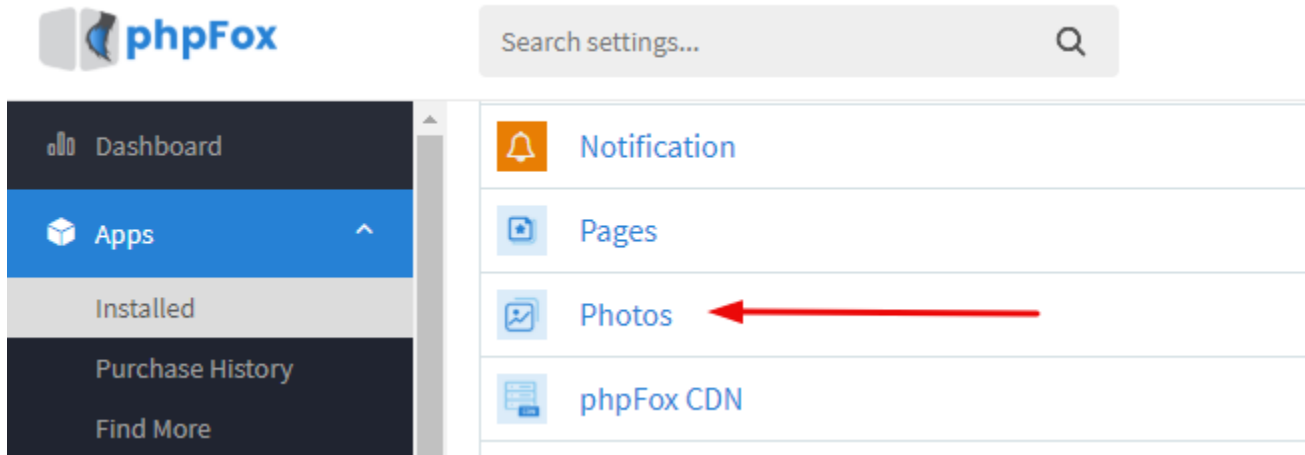 phpFox
Search settings...
Dashboard
Apps
Installed
Purchase History
Find More
Notification
Pages
Photos
phpFox CDN